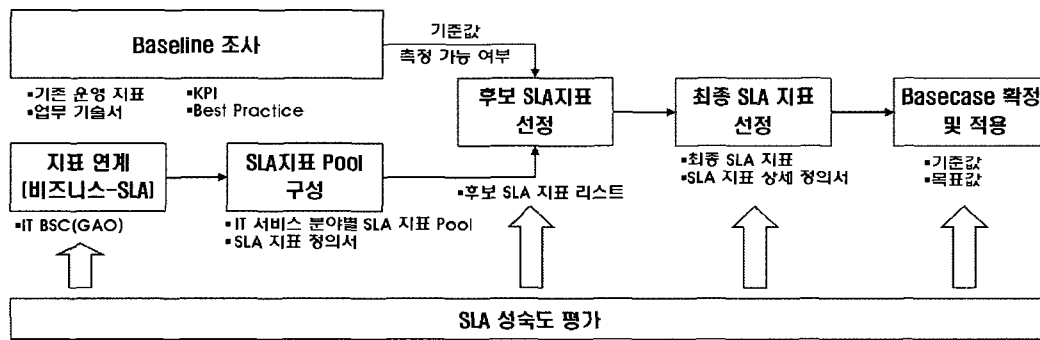 Baseline 조사
기준값
측정 가능 여부
▪기존 운영 지표
▪업무 기술서
▪KPI
▪Best Practice
후보 SLA지표
선정
최종 SLA 지표
선정
Basecase 확정
및 적용
지표 연계
(비즈니스-SLA)
SLA지표 Pool
구성
▪최종 SLA 지표
▪SLA 지표 상세 정의서
▪기준값
▪목표값
▪후보 SLA 지표 리스트
▪IT BSC(GAO)
▪IT 서비스 분야별 SLA 지표 Pool
▪SLA 지표 정의서
SLA 성숙도 평가